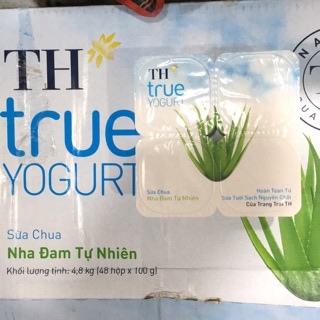 TH
true
YOGURT
Sữa Chua
Nha Đam Tự Nhiên
Khối lượng tịnh: 4,8 kg (48 hộp x 100 g)
TH
true
YOGURT
Sữa Chua
Nha Đam Tự Nhiên
Hoàn Toàn Từ
Sữa Tươi Sạch Nguyên Chất
Của Trang Trại TH